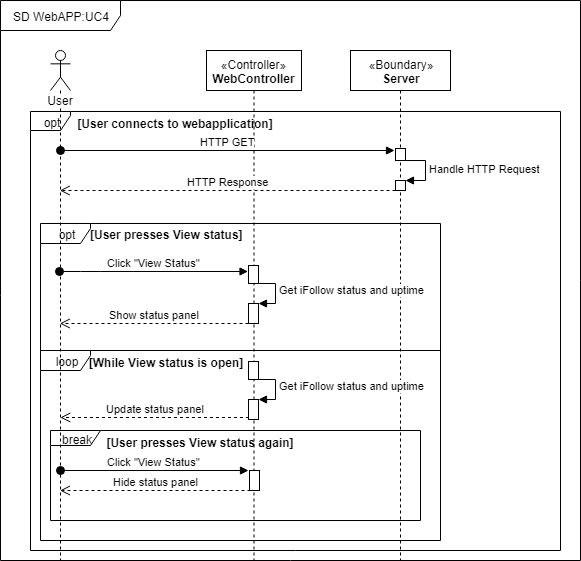 SD WebAPP:UC4
«Controller»
WebController
«Boundary»
Server
User
opt
[User connects to webapplication]
HTTP GET
Handle HTTP Request
HTTP Response
opt
[User presses View status]
Click "View Status"
Get iFollow status and uptime
Show status panel
loop
[While View status is open]
Get iFollow status and uptime
Update status panel
break
[User presses View status again]
Click "View Status"
Hide status panel